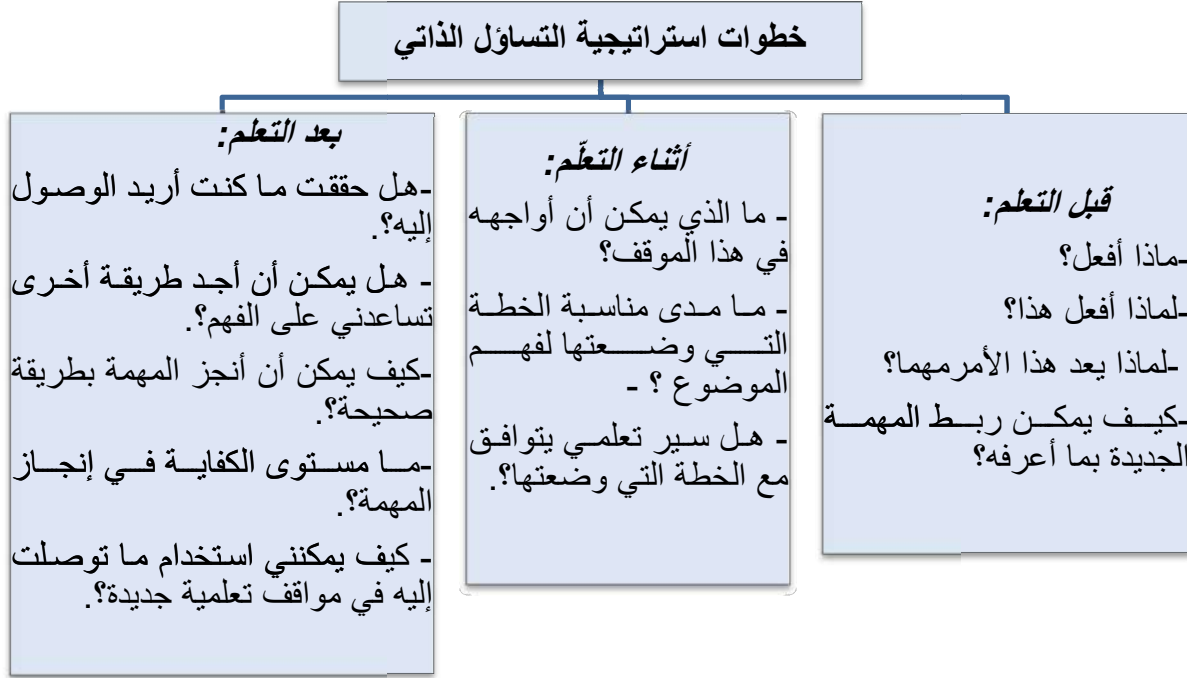 خطوات استراتيجية التساؤل الذاتي
قبل التعلم:
-ماذا أفعل؟
-لماذا أفعل هذا؟
-لماذا يعد هذا الأمرمهما؟
-كيف يمكن ربط المهمة
الجديدة بما أعرفه؟
أثناء التعلّم:
- ما الذي يمكن أن أواجهه
في هذا الموقف؟
- ما مدى مناسبة الخطة
التي وضعتها لفهم
الموضوع ؟ -
- هل سير تعلمي يتوافق
مع الخطة التي وضعتها؟.
بعد التعلم:
-هل حققت ما كنت أريد الوصول
إليه؟.
- هل يمكن أن أجد طريقة أخرى
تساعدني على الفهم؟.
-كيف يمكن أن أنجز المهمة بطريقة
صحيحة؟.
-ما مستوى الكفاية في إنجاز
المهمة؟.
- كيف يمكنني استخدام ما توصلت
إليه في مواقف تعلمية جديدة؟.